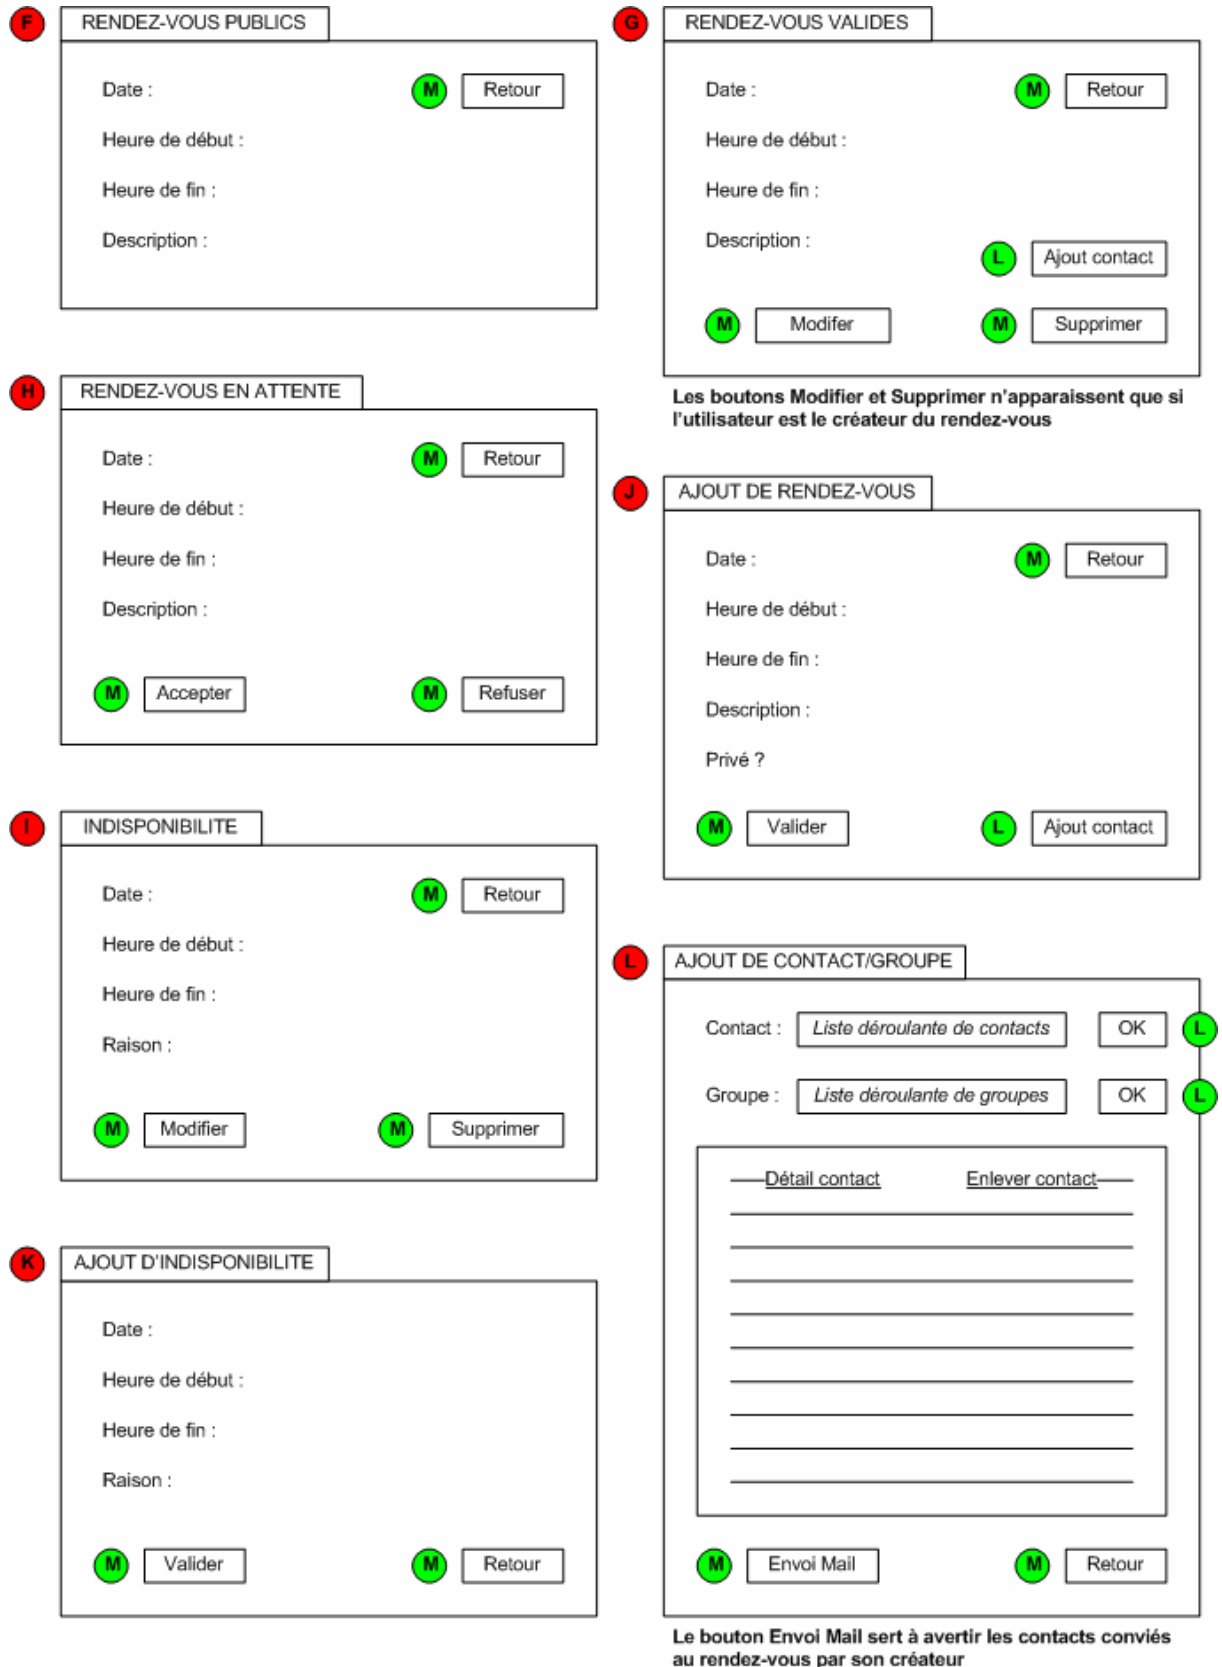 F
RENDEZ-VOUS PUBLICS
Date :
M
Retour
Heure de début :
Heure de fin :
Description :
G
RENDEZ-VOUS VALIDES
Date :
M
Retour
Heure de début :
Heure de fin :
Description :
L
Ajout contact
M
Modifer
M
Supprimer
Les boutons Modifier et Supprimer n'apparaissent que si
l'utilisateur est le créateur du rendez-vous
H
RENDEZ-VOUS EN ATTENTE
Date :
M
Retour
Heure de début :
Heure de fin :
Description :
M
Accepter
M
Refuser
J
AJOUT DE RENDEZ-VOUS
Date :
M
Retour
Heure de début :
Heure de fin :
Description :
Privé ?
M
Valider
L
Ajout contact
I
INDISPONIBILITE
Date :
M
Retour
Heure de début :
Heure de fin :
Raison :
M
Modifier
M
Supprimer
L
AJOUT DE CONTACT/GROUPE
Contact :
Liste déroulante de contacts
OK
L
Groupe :
Liste déroulante de groupes
OK
L
Détail contact
Enlever contact
M
Envoi Mail
M
Retour
Le bouton Envoi Mail sert à avertir les contacts conviés
au rendez-vous par son créateur
K
AJOUT D'INDISPONIBILITE
Date :
Heure de début :
Heure de fin :
Raison :
M
Valider
M
Retour